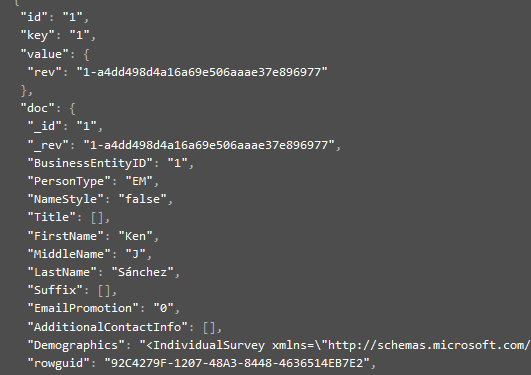 {
"id": "1",
"key": "1",
"value": {
"rev": "1-a4dd498d4a16a69e506aaae37e896977"
},
"doc": {
"_id": "1",
"_rev": "1-a4dd498d4a16a69e506aaae37e896977",
"BusinessEntityID": "1",
"PersonType": "EM",
"NameStyle": "false",
"Title": [],
"FirstName": "Ken",
"MiddleName": "J",
"LastName": "Sánchez",
"Suffix": [],
"EmailPromotion": "0",
"AdditionalContactInfo": [],
"Demographics": "<IndividualSurvey xmlns=\"http://schemas.microsoft.com/
"rowguid": "92C4279F-1207-48A3-8448-4636514EB7E2",